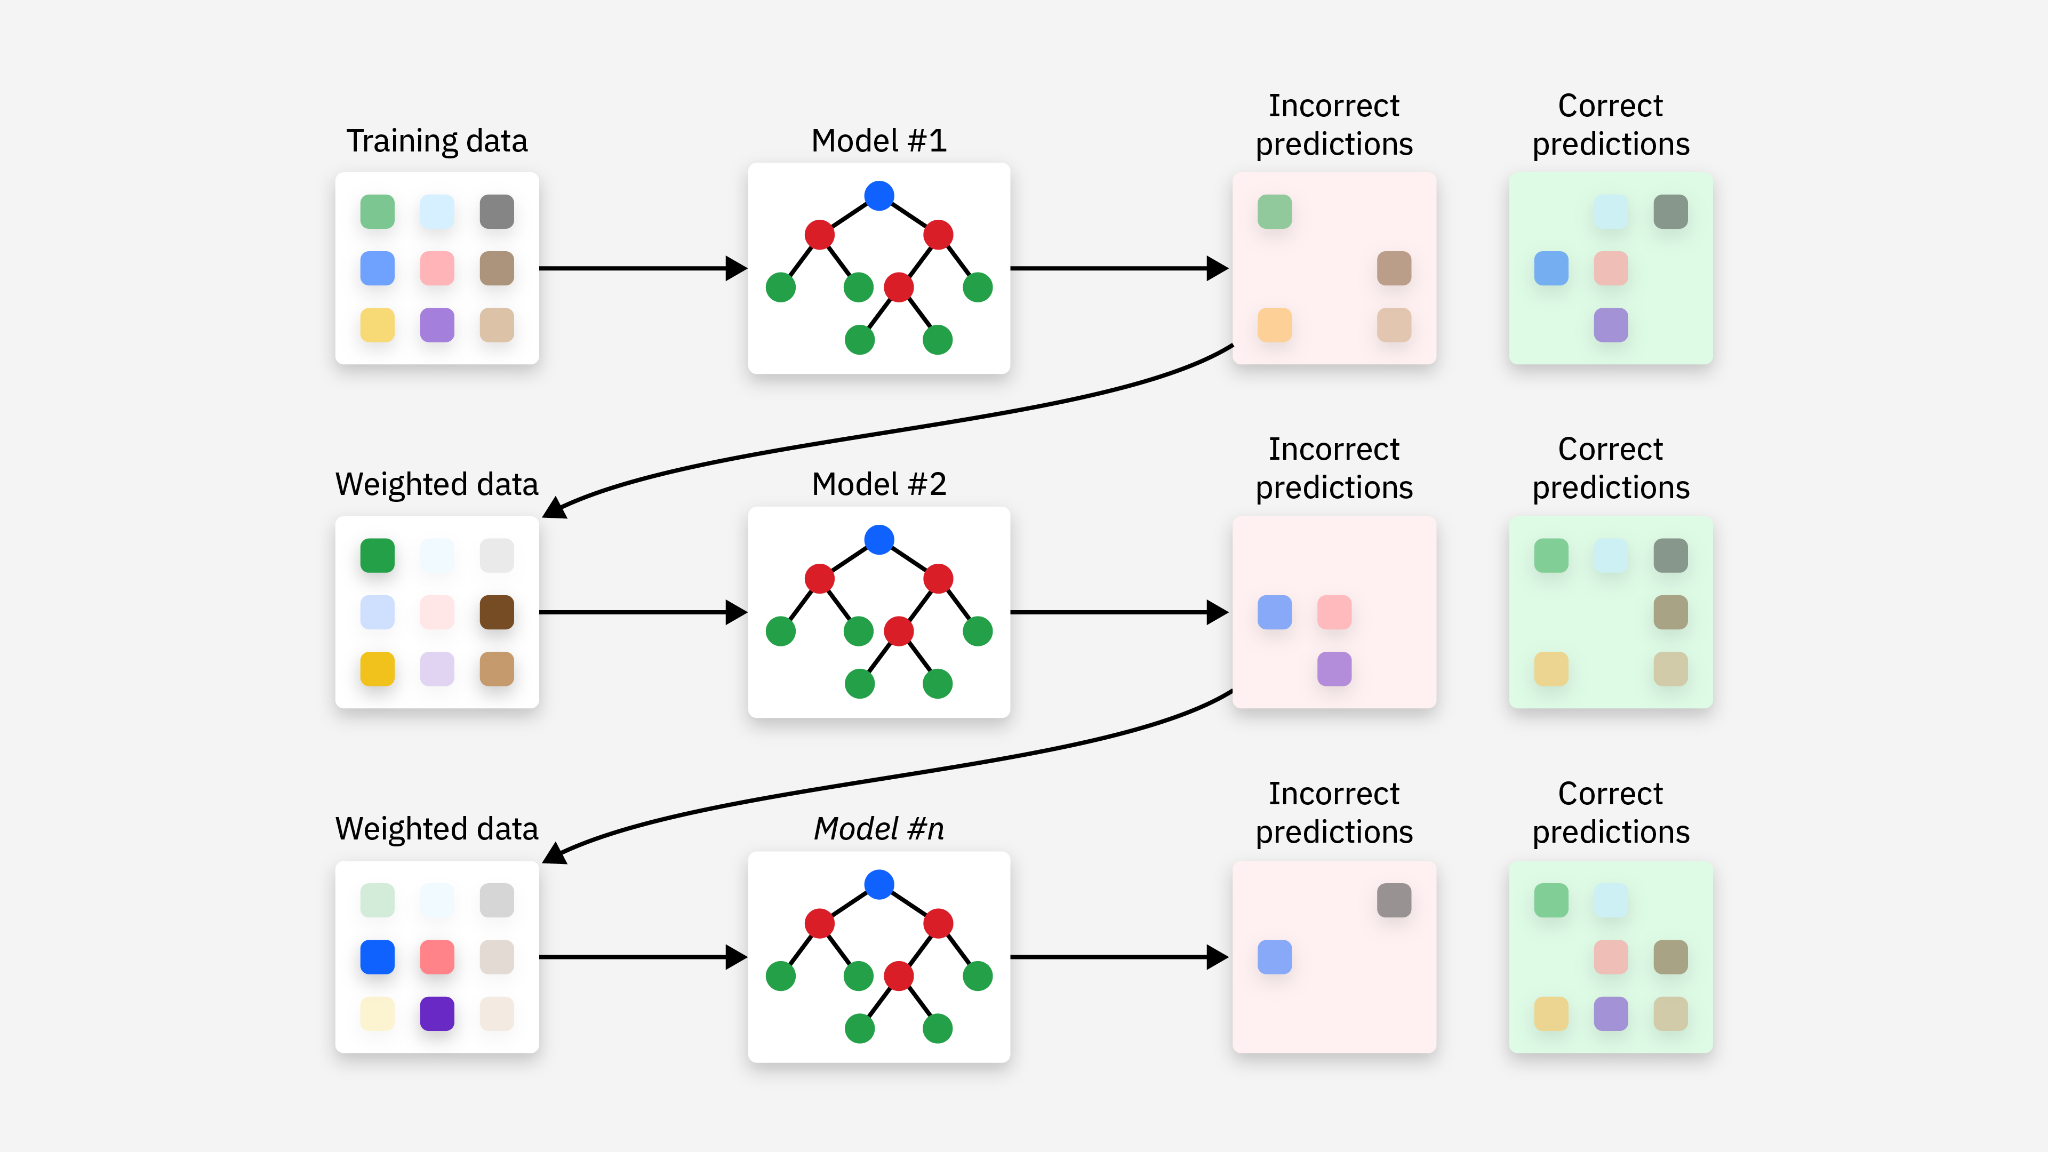 Training data
Model #1
Incorrect
predictions
Correct
predictions
Weighted data
Model #2
Incorrect
predictions
Correct
predictions
Weighted data
Model #n
Incorrect
predictions
Correct
predictions